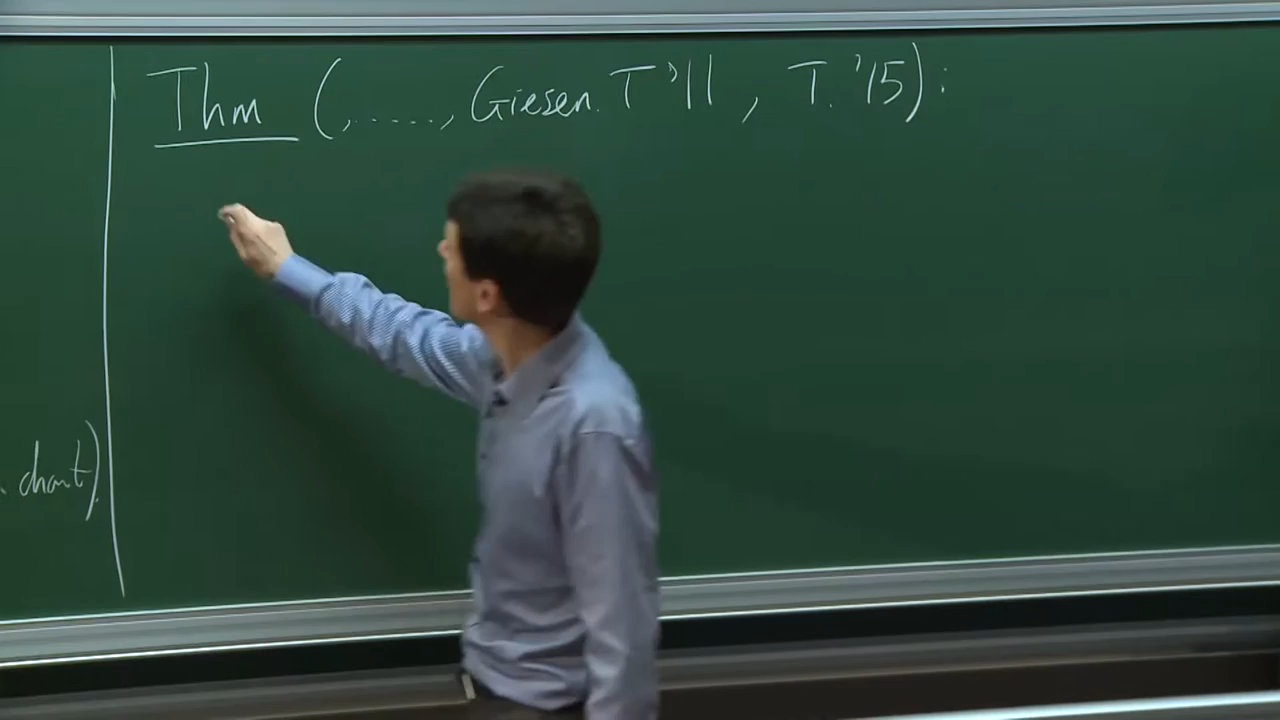 Thm (,....., Giesen. T '11, T. '15):
. chart).